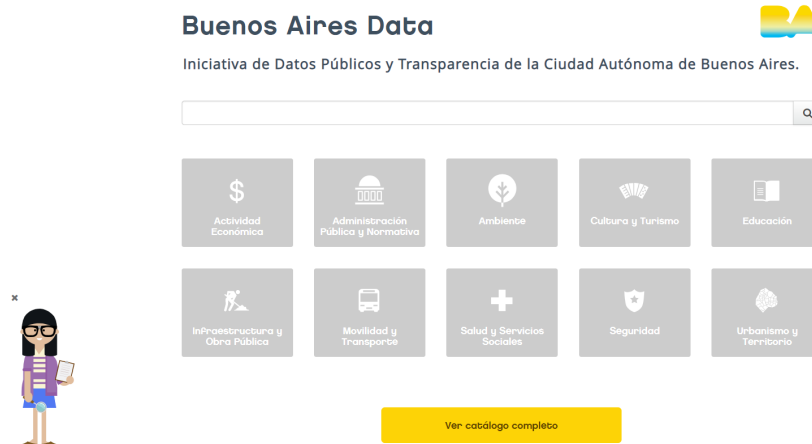 Buenos Aires Data
BA
Iniciativa de Datos Públicos y Transparencia de la Ciudad Autónoma de Buenos Aires.
$
Actividad
Económica
Administración
Pública y Normativa
Ambiente
Cultura y Turismo
Educación
Infraestructura y
Obra Pública
Movilidad y
Transporte
Salud y Servicios
Sociales
Seguridad
Urbanismo y
Territorio
Ver catálogo completo